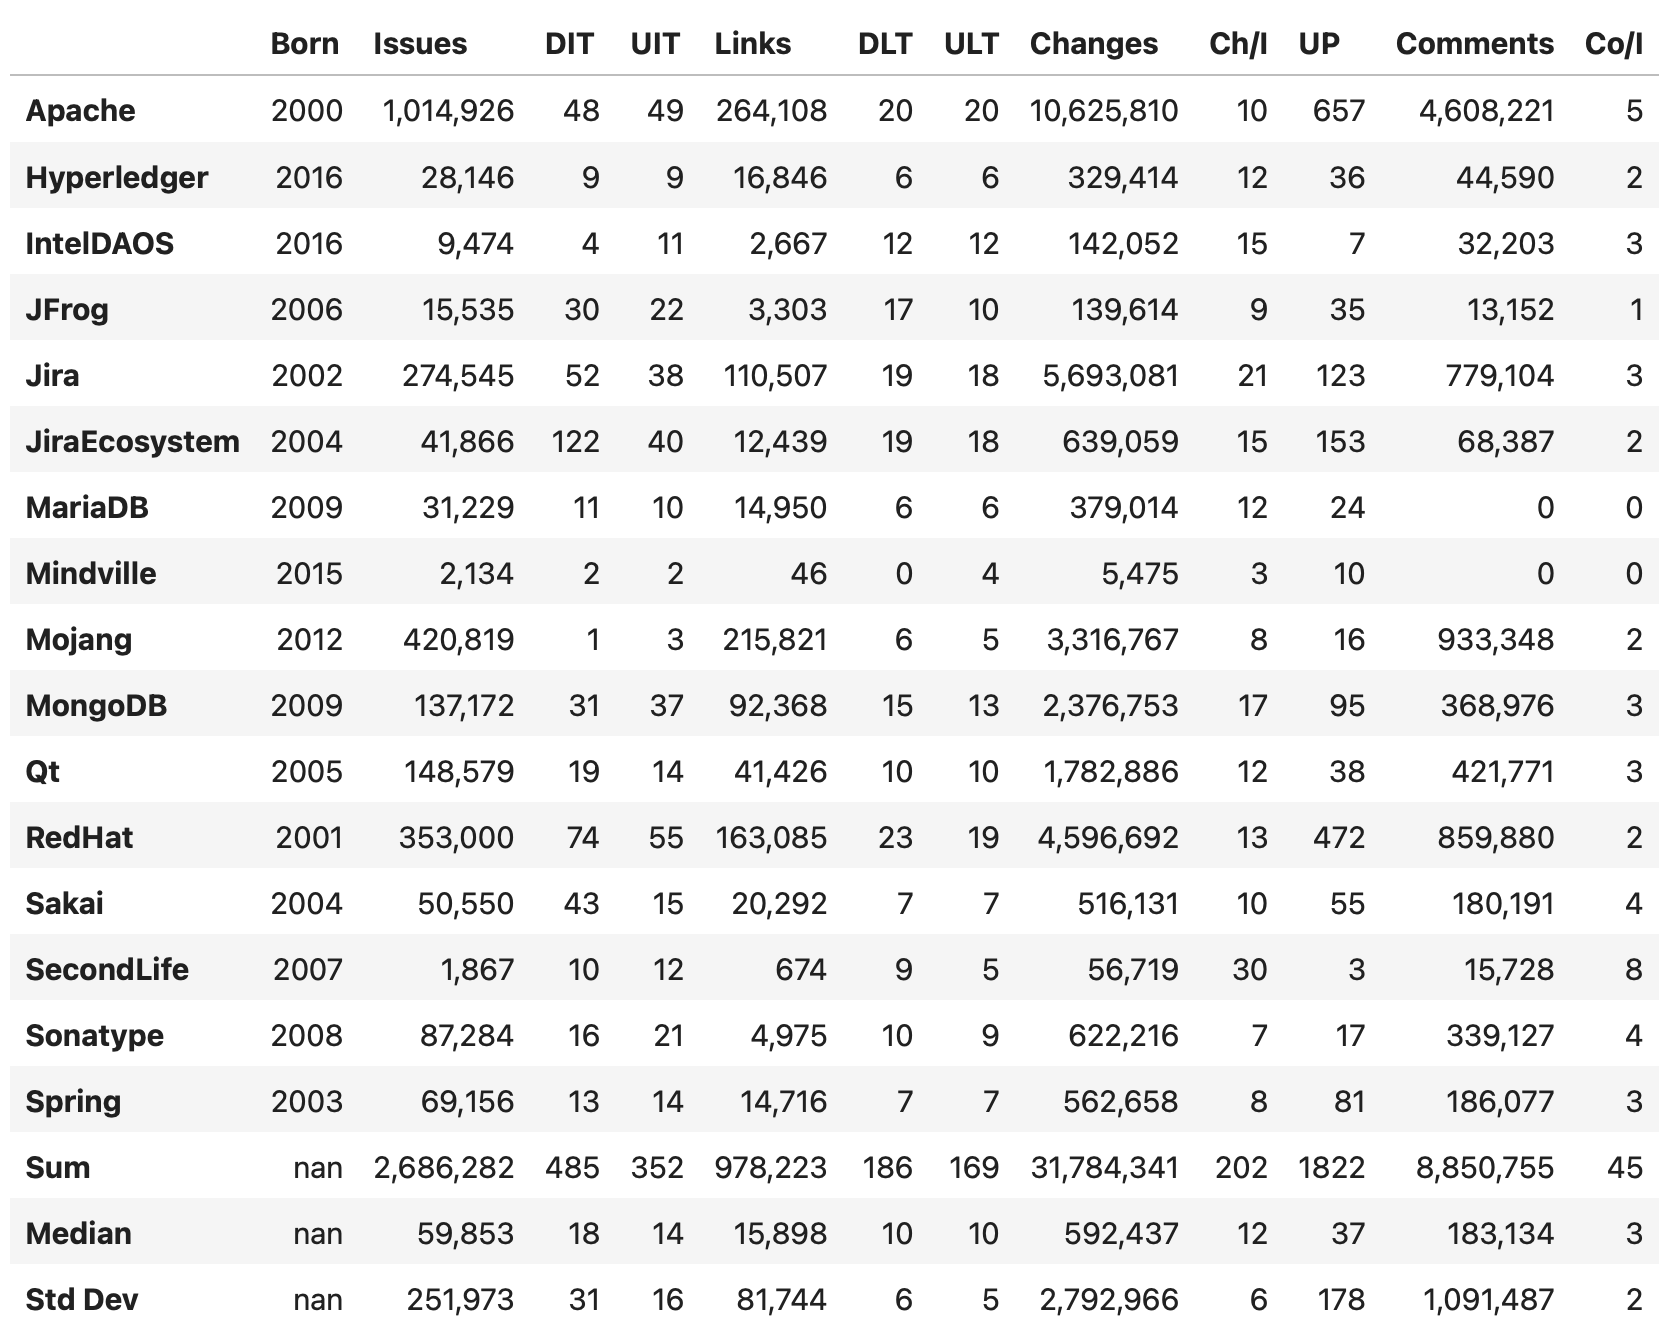 Born Issues DIT UIT Links DLT ULT Changes Ch/I UP Comments Co/I
Apache 2000 1,014,926 48 49 264,108 20 20 10,625,810 10 657 4,608,221 5
Hyperledger 2016 28,146 9 9 16,846 6 6 329,414 12 36 44,590 2
IntelDAOS 2016 9,474 4 11 2,667 12 12 142,052 15 7 32,203 3
JFrog 2006 15,535 30 22 3,303 17 10 139,614 9 35 13,152 1
Jira 2002 274,545 52 38 110,507 19 18 5,693,081 21 123 779,104 3
JiraEcosystem 2004 41,866 122 40 12,439 19 18 639,059 15 153 68,387 2
MariaDB 2009 31,229 11 10 14,950 6 6 379,014 12 24 0 0
Mindville 2015 2,134 2 2 46 0 4 5,475 3 10 0 0
Mojang 2012 420,819 1 3 215,821 6 5 3,316,767 8 16 933,348 2
MongoDB 2009 137,172 31 37 92,368 15 13 2,376,753 17 95 368,976 3
Qt 2005 148,579 19 14 41,426 10 10 1,782,886 12 38 421,771 3
RedHat 2001 353,000 74 55 163,085 23 19 4,596,692 13 472 859,880 2
Sakai 2004 50,550 43 15 20,292 7 7 516,131 10 55 180,191 4
SecondLife 2007 1,867 10 12 674 9 5 56,719 30 3 15,728 8
Sonatype 2008 87,284 16 21 4,975 10 9 622,216 7 17 339,127 4
Spring 2003 69,156 13 14 14,716 7 7 562,658 8 81 186,077 3
Sum nan 2,686,282 485 352 978,223 186 169 31,784,341 202 1822 8,850,755 45
Median nan 59,853 18 14 15,898 10 10 592,437 12 37 183,134 3
Std Dev nan 251,973 31 16 81,744 6 5 2,792,966 6 178 1,091,487 2